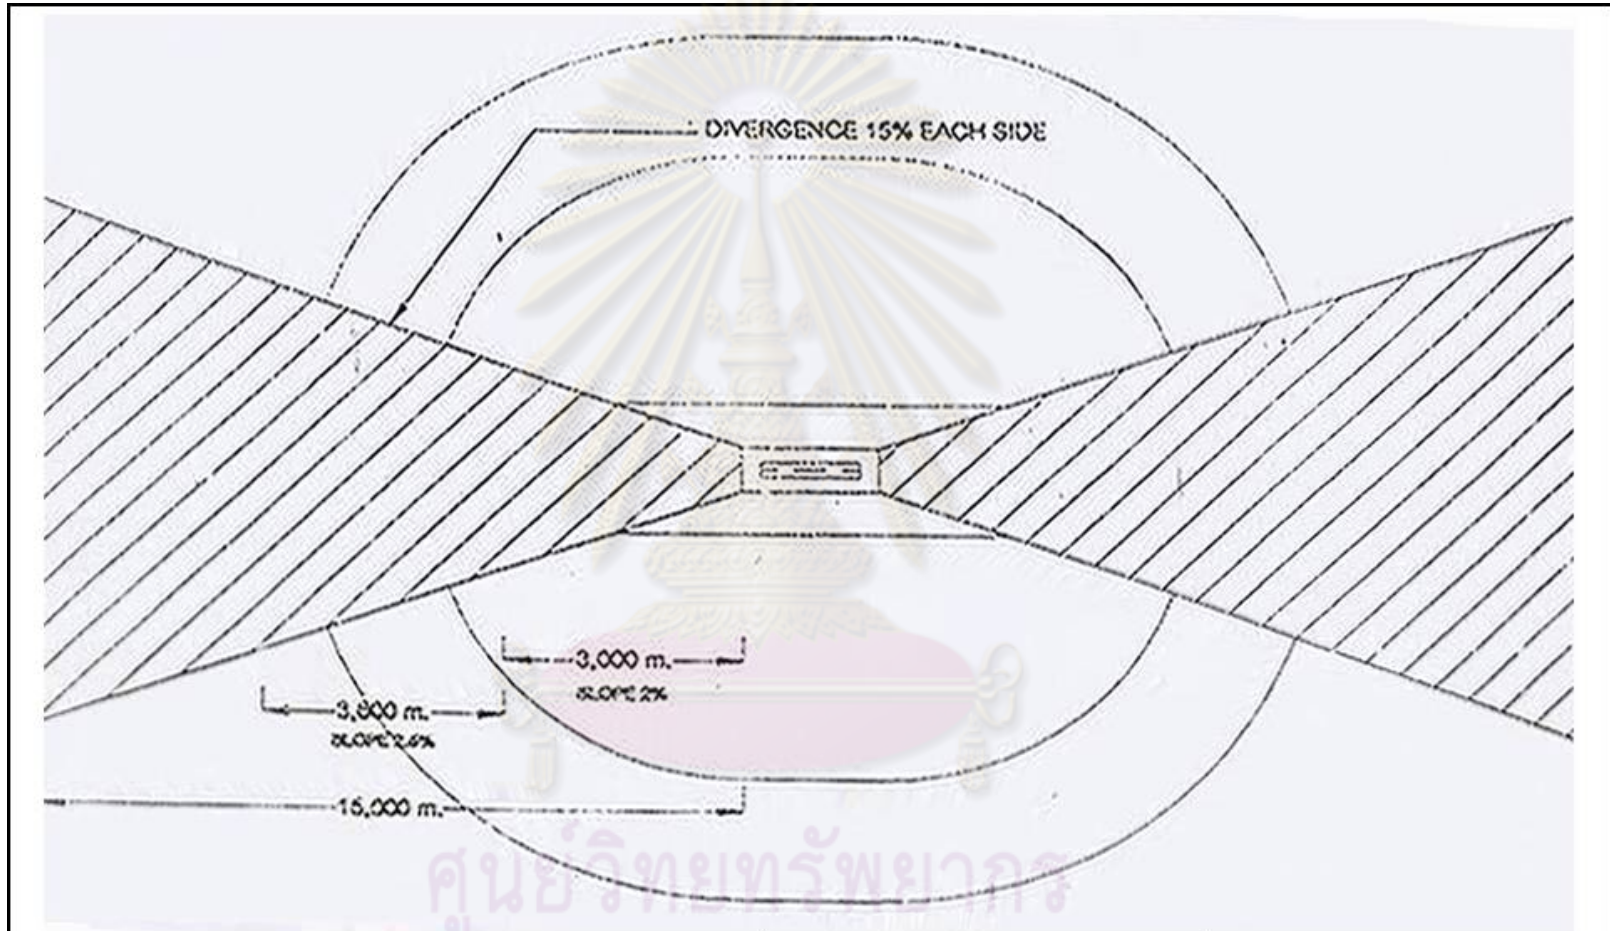 DIVERGENCE 15% EACH SIDE
3,000 m.
SLOPE 2%
3,600 m.
SLOPE 2.5%
15,000 m.
ศูนย์วิทยทรัพยากร